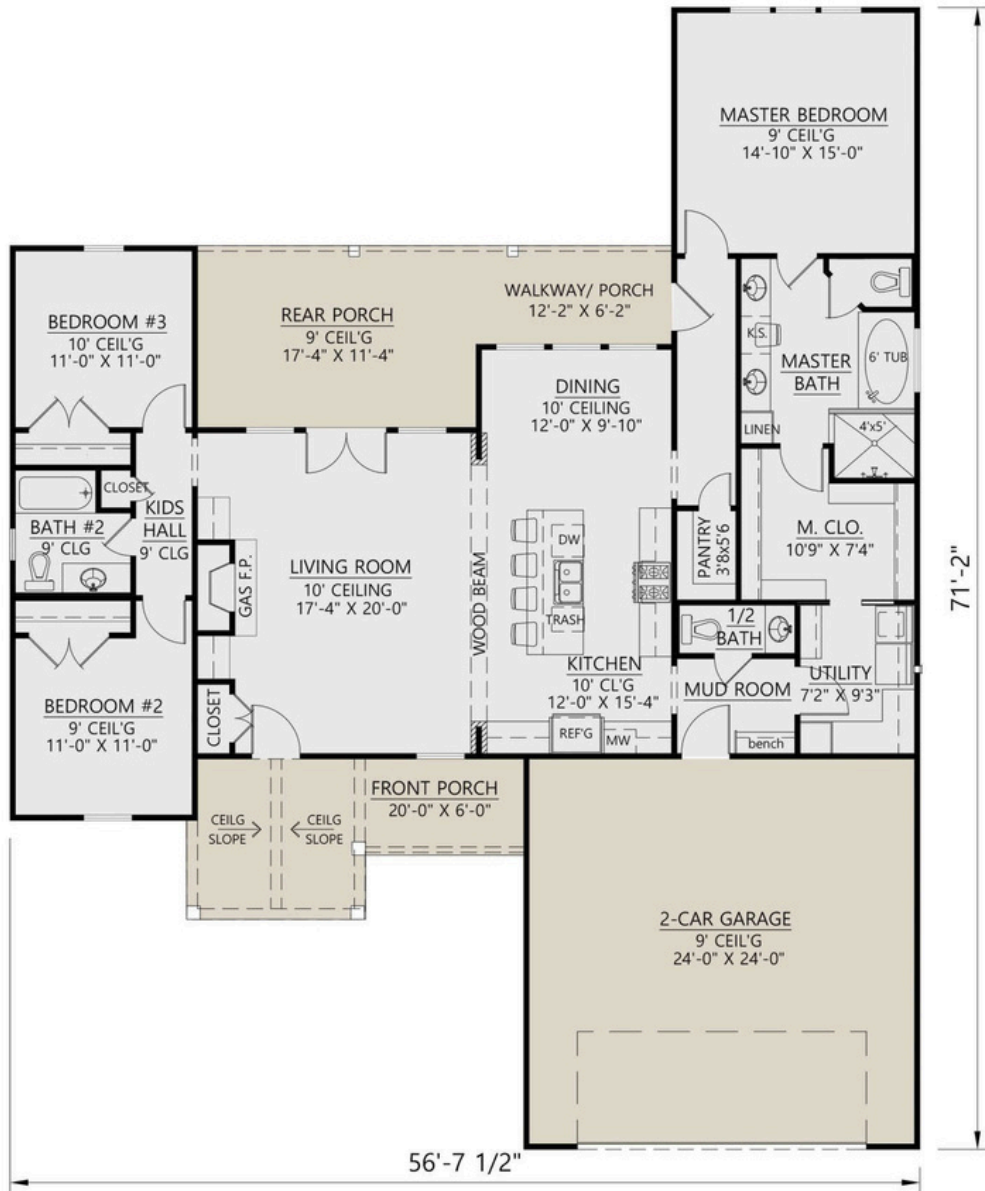 MASTER BEDROOM
9' CEIL'G
14'-10" X 15'-0"
BEDROOM #3
10' CEIL'G
11'-0" X 11'-0"
REAR PORCH
9' CEIL'G
17'-4" X 11'-4"
WALKWAY/ PORCH
12'-2" X 6'-2"
DINING
10' CEILING
12'-0" X 9'-10"
K.S.
MASTER
BATH
6' TUB
LINEN
4'x5'
CLOSET
KIDS
HALL
9' CLG
BATH #2
9' CLG
GAS F.P.
LIVING ROOM
10' CEILING
17'-4" X 20'-0"
WOOD BEAM
DW
TRASH
PANTRY
3'8x5'6
M. CLO.
10'9" X 7'4"
71'-2"
1/2
BATH
KITCHEN
10' CL'G
12'-0" X 15'-4"
MUD ROOM
UTILITY
7'2" X 9'3"
BEDROOM #2
9' CEIL'G
11'-0" X 11'-0"
CLOSET
REF'G
MW
bench
FRONT PORCH
20'-0" X 6'-0"
CEILG
SLOPE
CEILG
SLOPE
2-CAR GARAGE
9' CEIL'G
24'-0" X 24'-0"
56'-7 1/2"